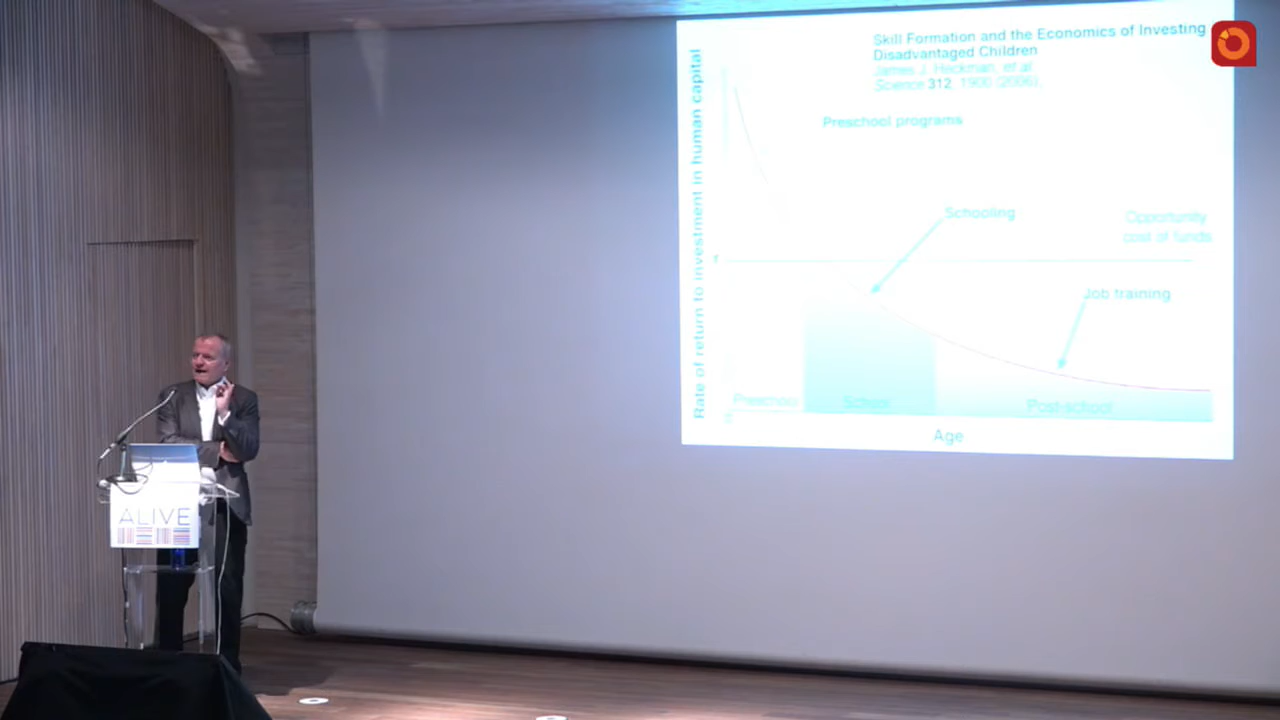 Skill Formation and the Economics of Investing
Disadvantaged Children
James J. Heckman, et al.
Science 312, 1900 (2006).
Preschool programs
Schooling
Opportunity
cost of funds
r
Job training
Rate of return to investment in human capital
0
Preschool
School
Post-school
Age
ALIVE